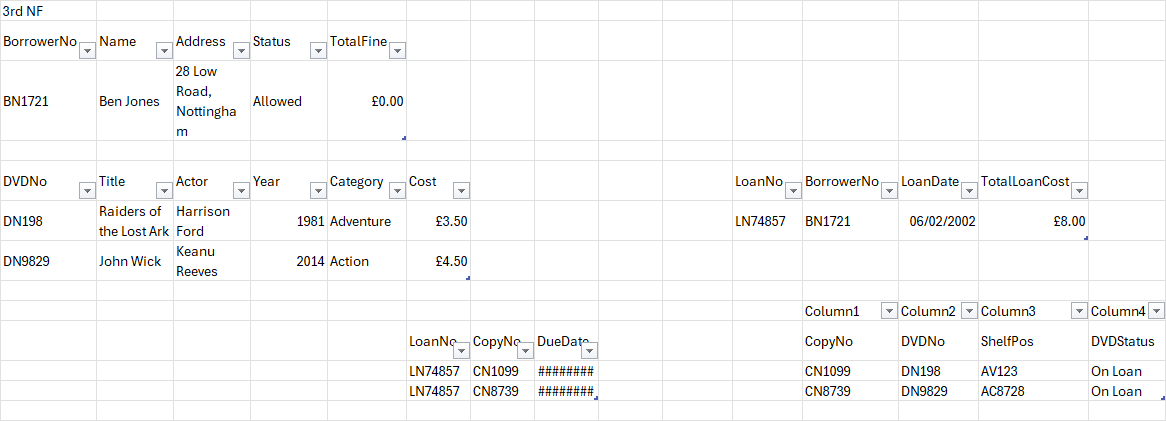 3rd NF
BorrowerNo Name Address Status TotalFine
BN1721 Ben Jones 28 Low Road, Nottingha m Allowed £0.00
DVDNo Title Actor Year Category Cost LoanNo BorrowerNo LoanDate TotalLoanCost
DN198 Raiders of the Lost Ark Harrison Ford 1981 Adventure £3.50 LN74857 BN1721 06/02/2002 £8.00
DN9829 John Wick Keanu Reeves 2014 Action £4.50
Column1 Column2 Column3 Column4
LoanNo CopyNo DueDate CopyNo DVDNo ShelfPos DVDStatus
LN74857 CN1099 ######## CN1099 DN198 AV123 On Loan
LN74857 CN8739 ######## CN8739 DN9829 AC8728 On Loan